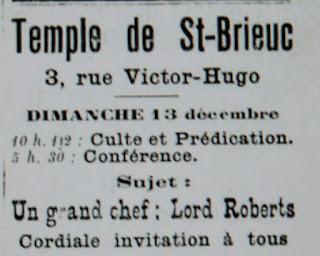 Temple de St-Brieuc
3, rue Victor-Hugo
DIMANCHE 13 décembre
10 h. 1/2 : Culte et Prédication.
5 h. 30 : Conférence.
Sujet :
Un grand chef : Lord Roberts
Cordiale invitation à tous